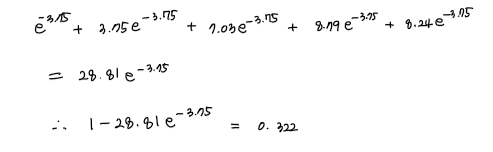 e^{-3.75} + 3.75e^{-3.75} + 7.03e^{-3.75} + 8.79e^{-3.75} + 8.24e^{-3.75}
= 28.81e^{-3.75}
∴ 1 - 28.81e^{-3.75} = 0.322